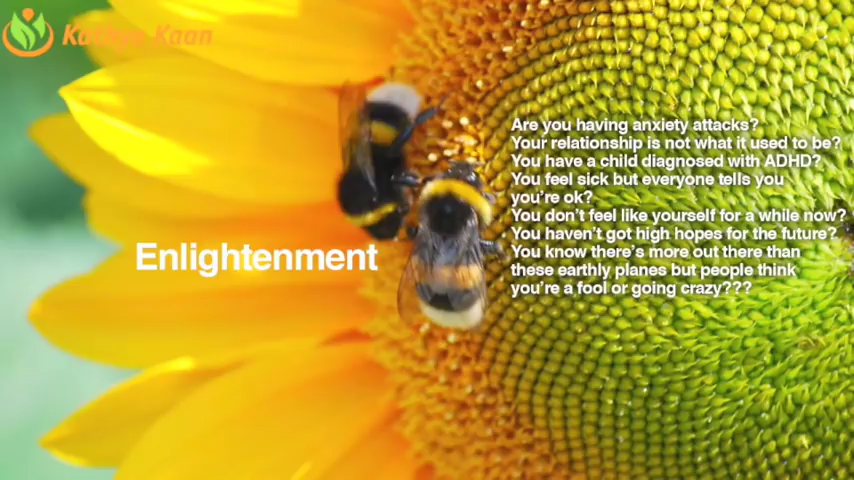 Kathye Kaan
Enlightenment
Are you having anxiety attacks?
Your relationship is not what it used to be?
You have a child diagnosed with ADHD?
You feel sick but everyone tells you
you're ok?
You don't feel like yourself for a while now?
You haven't got high hopes for the future?
You know there's more out there than
these earthly planes but people think
you're a fool or going crazy???